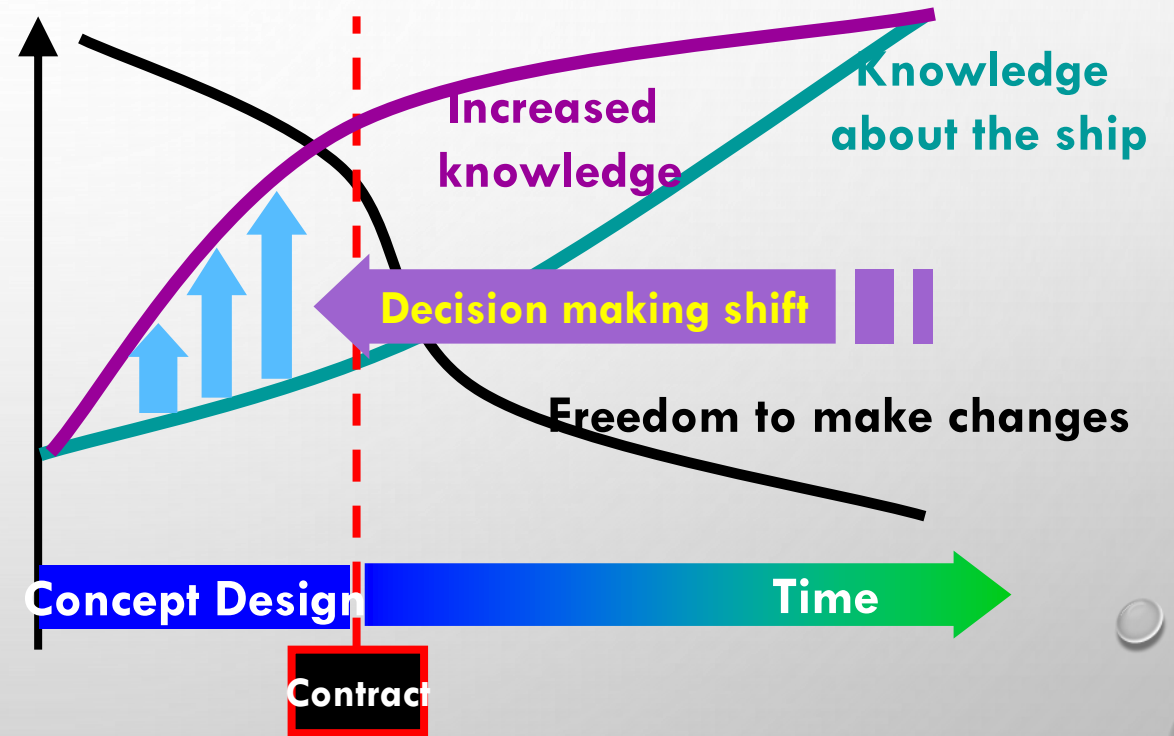 Increased
knowledge
Knowledge
about the ship
Decision making shift
Freedom to make changes
Concept Design
Time
Contract